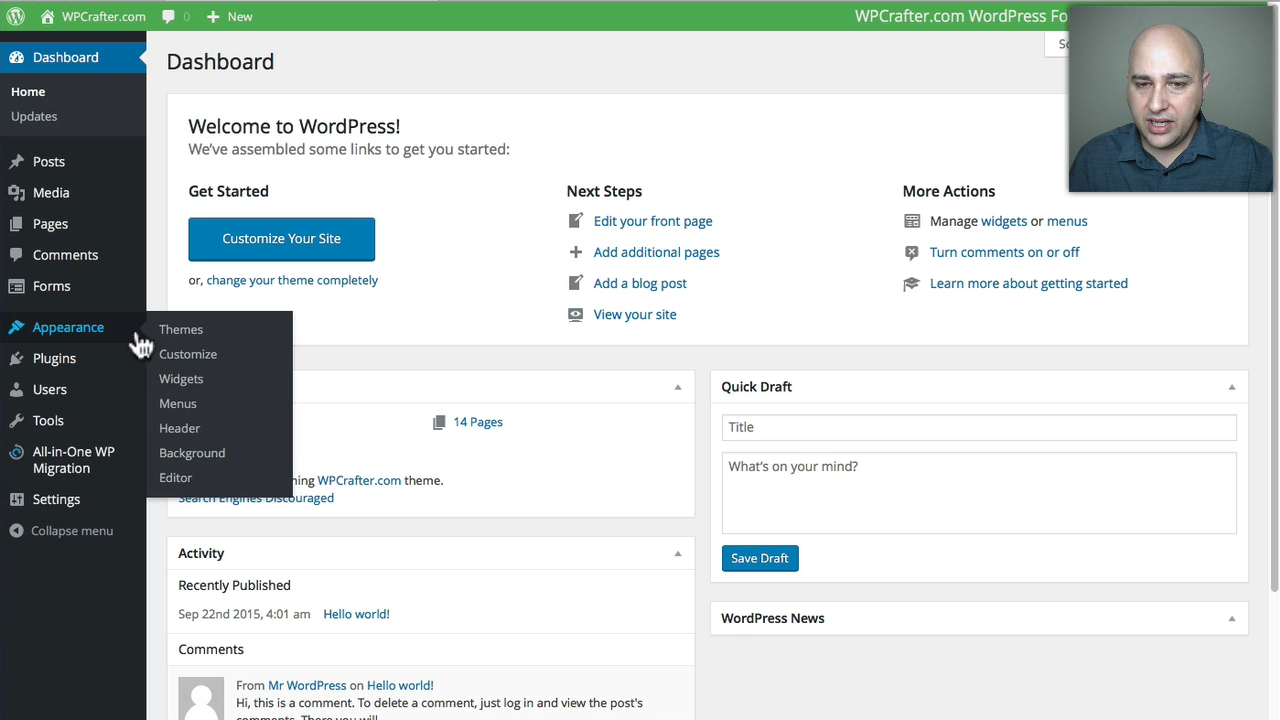 WPCrafter.com
0
New
WPCrafter.com WordPress Fo
Dashboard
Home
Updates
Posts
Media
Pages
Comments
Forms
Appearance
Plugins
Users
Tools
All-in-One WP
Migration
Settings
Collapse menu
Themes
Customize
Widgets
Menus
Header
Background
Editor
Dashboard
Welcome to WordPress!
We've assembled some links to get you started:
Get Started
Customize Your Site
or, change your theme completely
Next Steps
Edit your front page
Add additional pages
Add a blog post
View your site
More Actions
Manage widgets or menus
Turn comments on or off
Learn more about getting started
14 Pages
WPCrafter.com theme.
Search Engines Discouraged
Activity
Recently Published
Sep 22nd 2015, 4:01 am Hello world!
Comments
From Mr WordPress on Hello world!
Hi, this is a comment. To delete a comment, just log in and view the post's
comments. There you will
Quick Draft
Title
What's on your mind?
Save Draft
WordPress News